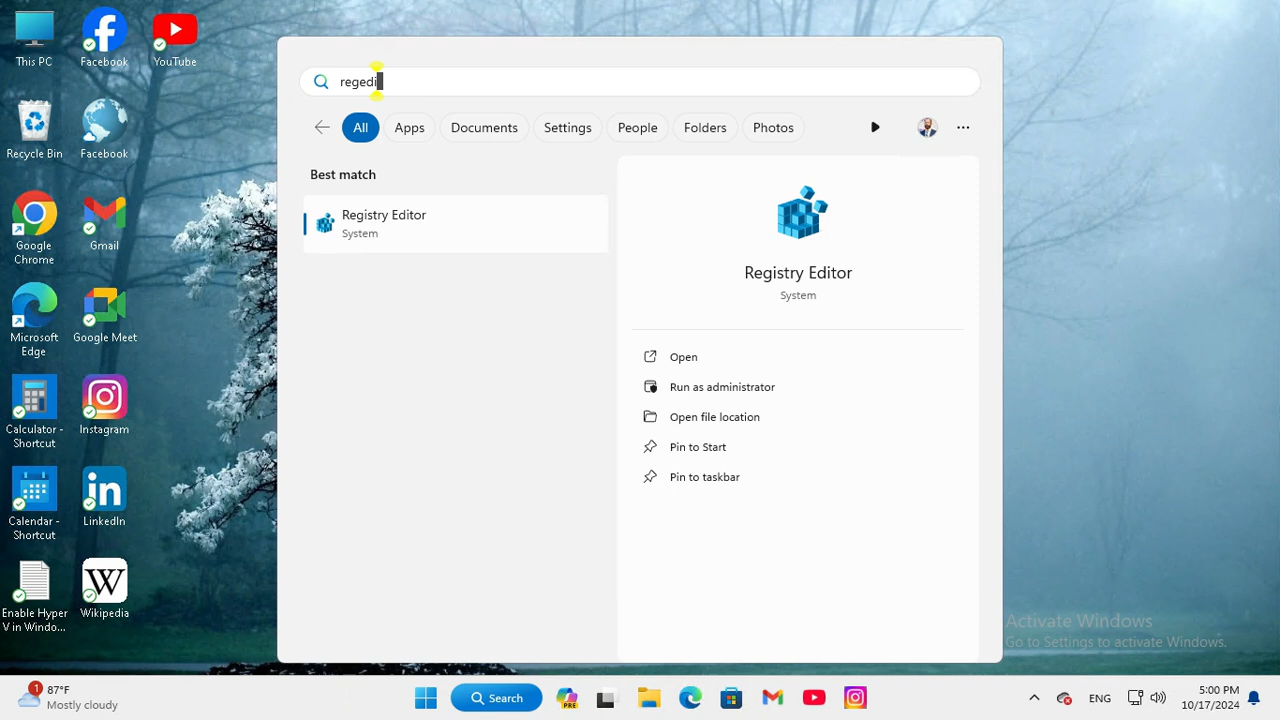 This PC
Facebook
YouTube
Recycle Bin
Facebook
Google
Chrome
Gmail
Microsoft
Edge
Google Meet
Calculator -
Shortcut
Instagram
Calendar -
Shortcut
LinkedIn
Enable Hyper
V in Windo...
Wikipedia
regedi
All
Apps
Documents
Settings
People
Folders
Photos
Best match
Registry Editor
System
Registry Editor
System
Open
Run as administrator
Open file location
Pin to Start
Pin to taskbar
Activate Windows
Go to Settings to activate Windows.
1
87°F
Mostly cloudy
Search
PRE
ENG
5:00 PM
10/17/2024